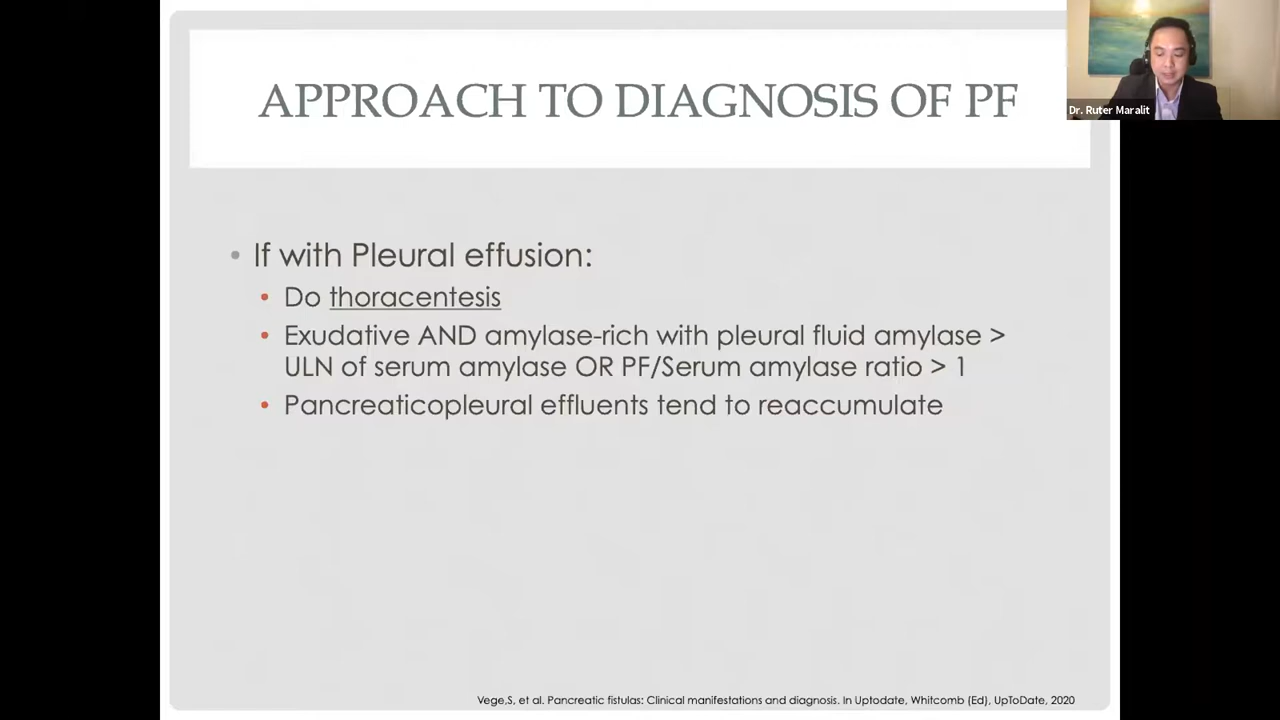 APPROACH TO DIAGNOSIS OF PF
Dr. Ruter Maralit
• If with Pleural effusion:
• Do thoracentesis
• Exudative AND amylase-rich with pleural fluid amylase >
ULN of serum amylase OR PF/Serum amylase ratio > 1
• Pancreaticopleural effluents tend to reaccumulate
Vege,S, et al. Pancreatic fistulas: Clinical manifestations and diagnosis. In Uptodate, Whitcomb (Ed), UpToDate, 2020